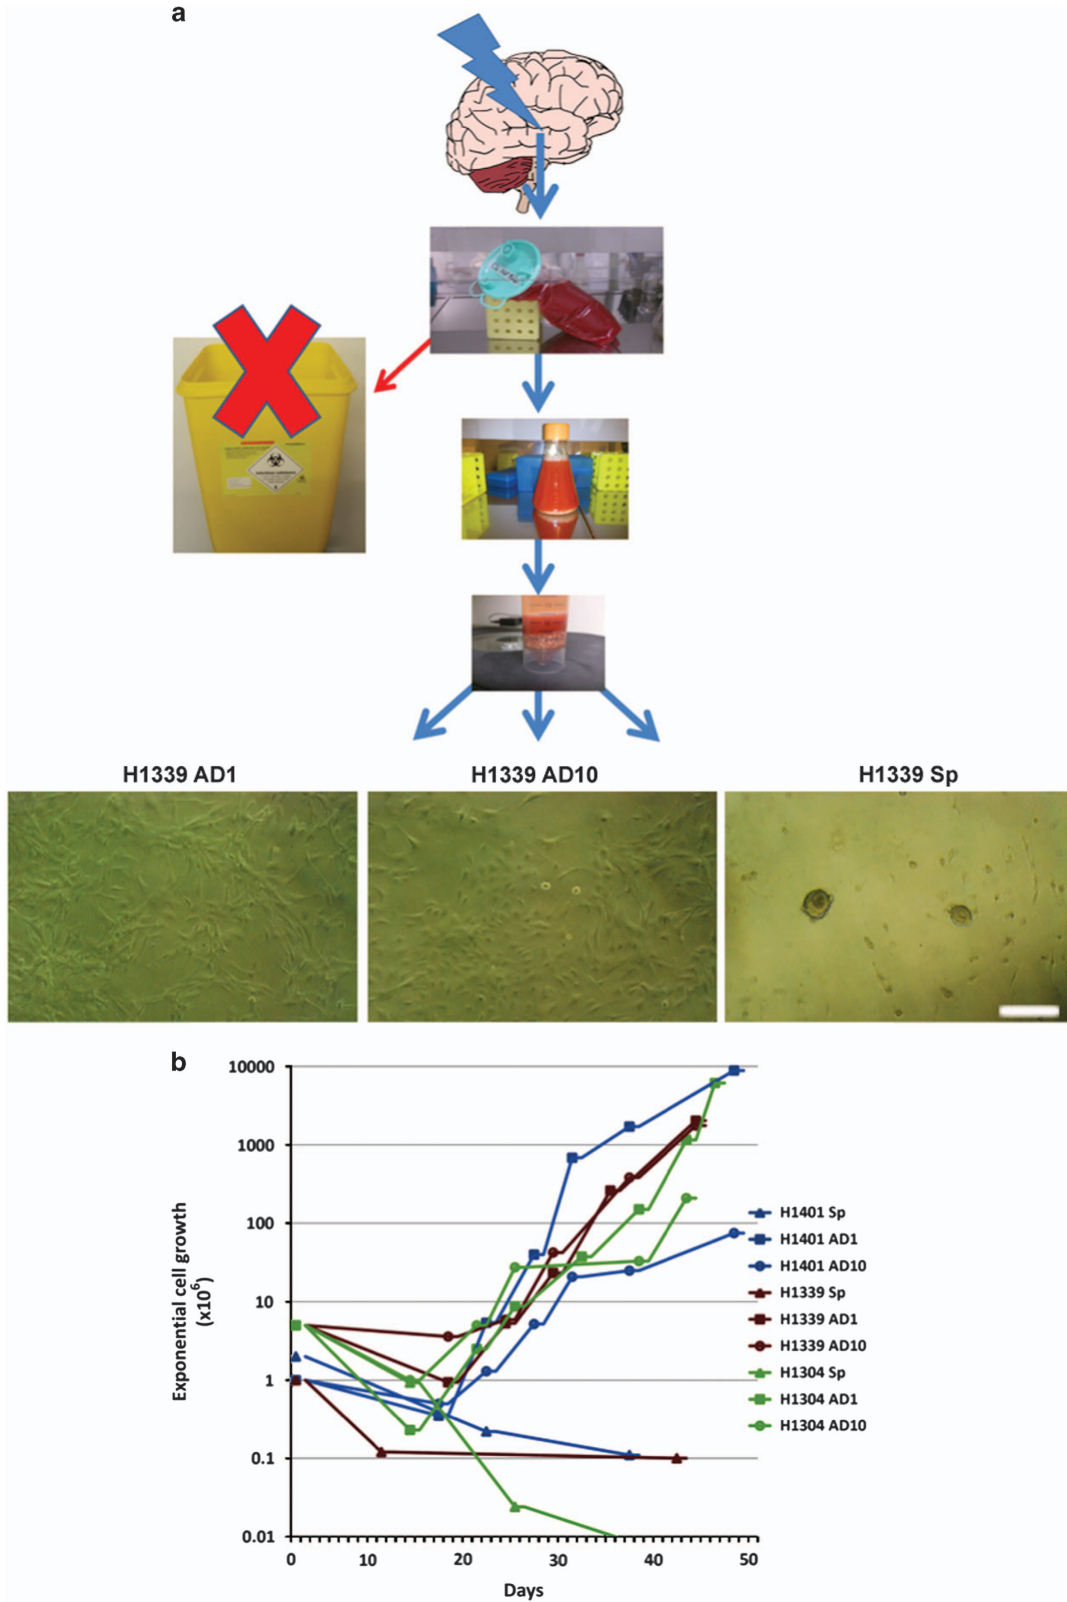 a
H1339 AD1
H1339 AD10
H1339 Sp
b
10000
1000
100
10
1
0.1
0.01
Exponential cell growth
(x10⁶)
0
10
20
30
40
50
Days
H1401 Sp
H1401 AD1
H1401 AD10
H1339 Sp
H1339 AD1
H1339 AD10
H1304 Sp
H1304 AD1
H1304 AD10